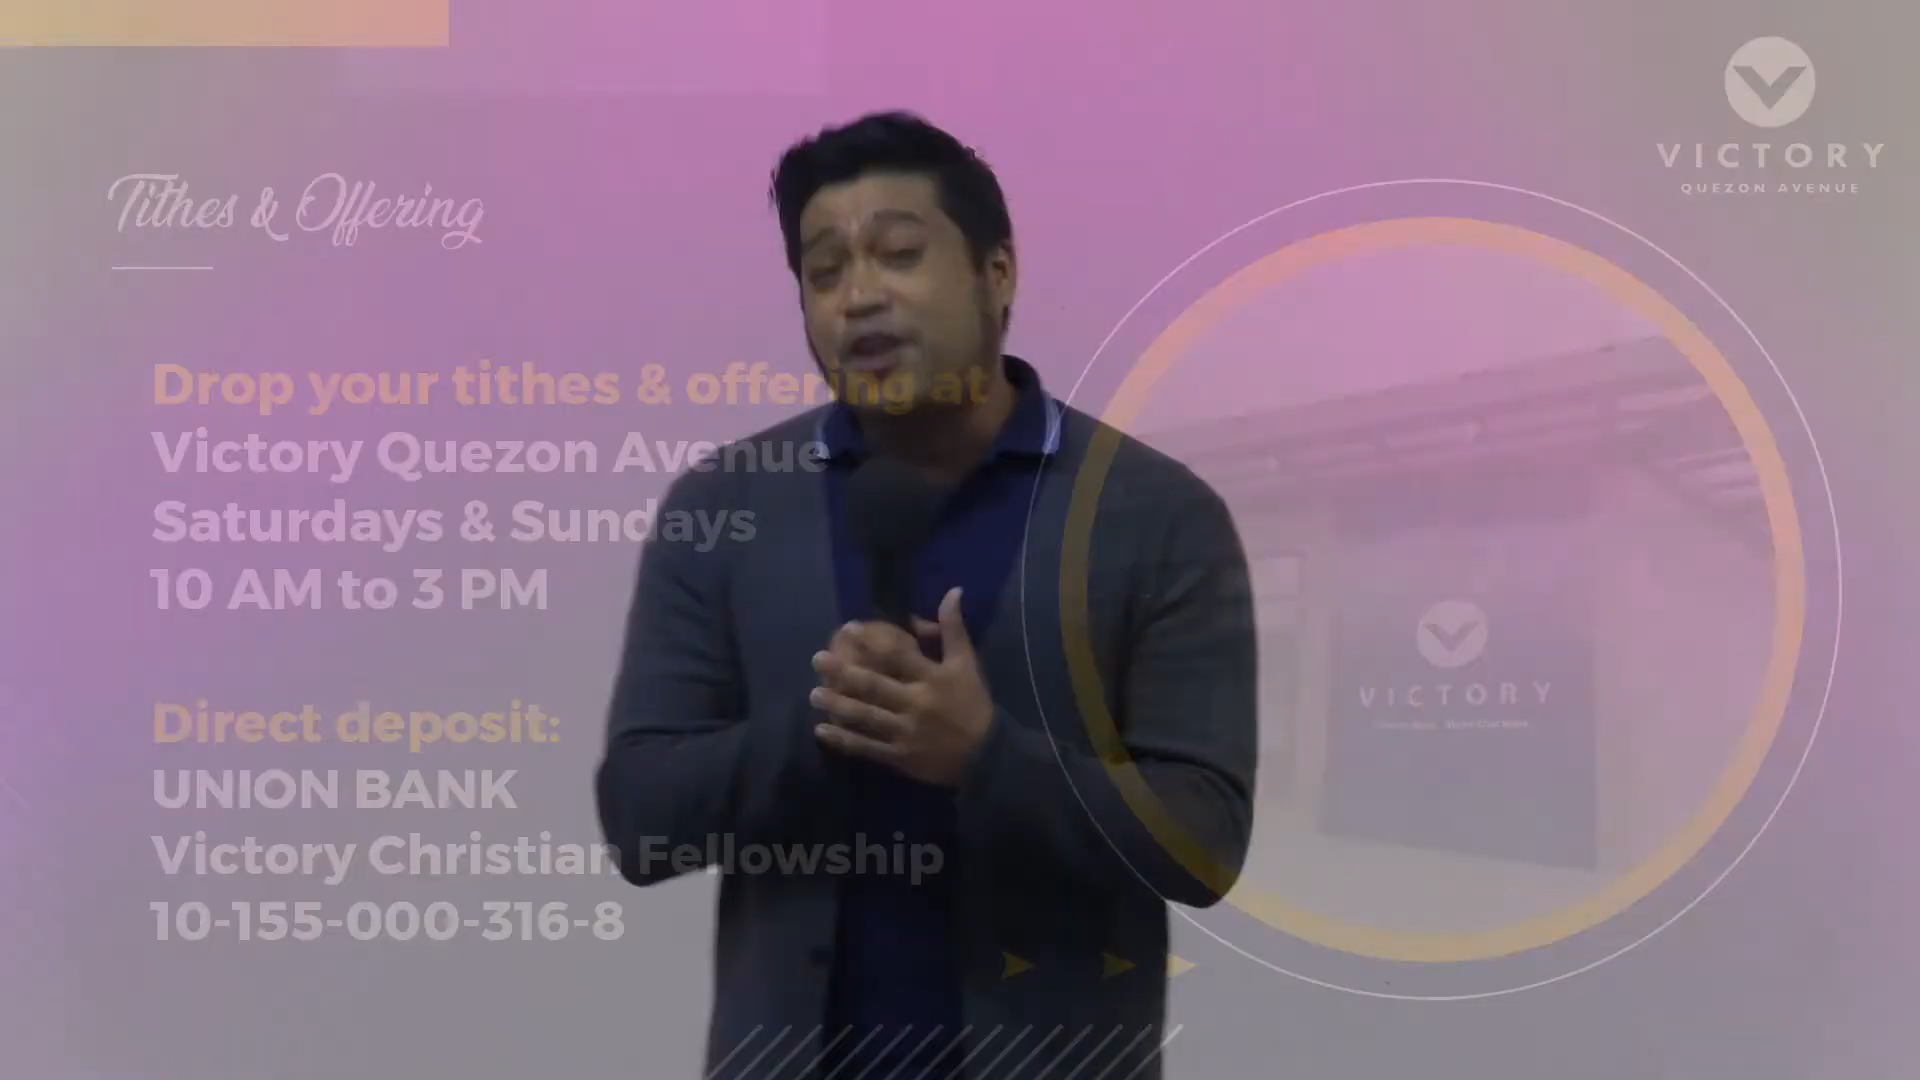 VICTORY
QUEZON AVENUE
Tithes & Offering
Drop your tithes & offering at
Victory Quezon Avenue
Saturdays & Sundays
10 AM to 3 PM
Direct deposit:
UNION BANK
Victory Christian Fellowship
10-155-000-316-8
VICTORY